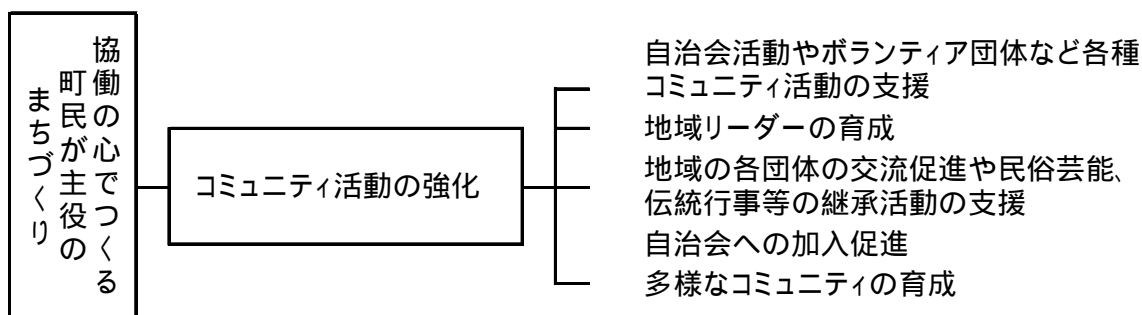 協働の心でつくる
町民が主役の
まちづくり
コミュニティ活動の強化
自治会活動やボランティア団体など各種
コミュニティ活動の支援
地域リーダーの育成
地域の各団体の交流促進や民俗芸能、
伝統行事等の継承活動の支援
自治会への加入促進
多様なコミュニティの育成